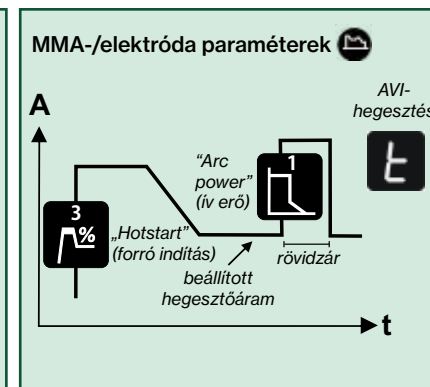 MMA-/elektróda paraméterek
AVI-
hegesztés
A
t
"Arc
power"
(ív erő)
1
3
%
„Hotstart”
(forró indítás)
rövidzár
beállított
hegesztőáram
t